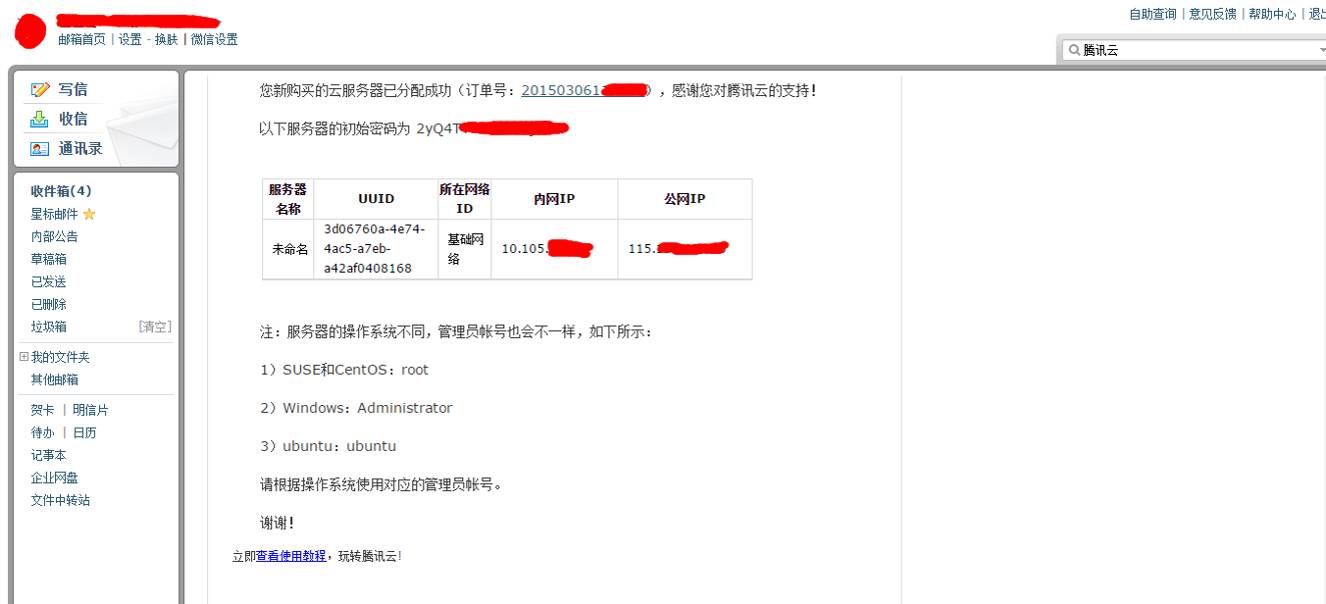 自助查询 | 意见反馈 | 帮助中心 |
邮箱首页 | 设置 - 换肤 | 微信设置
腾讯云
写信
收信
通讯录
收件箱(4)
星标邮件
内部公告
草稿箱
已发送
已删除
垃圾箱 [清空]
我的文件夹
其他邮箱
贺卡 | 明信片
待办 | 日历
记事本
企业网盘
文件中转站
您新购买的云服务器已分配成功（订单号：201503061），感谢您对腾讯云的支持！
以下服务器的初始密码为 2yQ4T
服务器名称 UUID 所在网络ID 内网IP 公网IP
未命名 3d06760a-4e74-4ac5-a7eb-a42af0408168 基础网络 10.105. 115.
注：服务器的操作系统不同，管理员帐号也会不一样，如下所示：
1）SUSE和CentOS：root
2）Windows：Administrator
3）ubuntu：ubuntu
请根据操作系统使用对应的管理员帐号。
谢谢！
立即查看使用教程，玩转腾讯云！